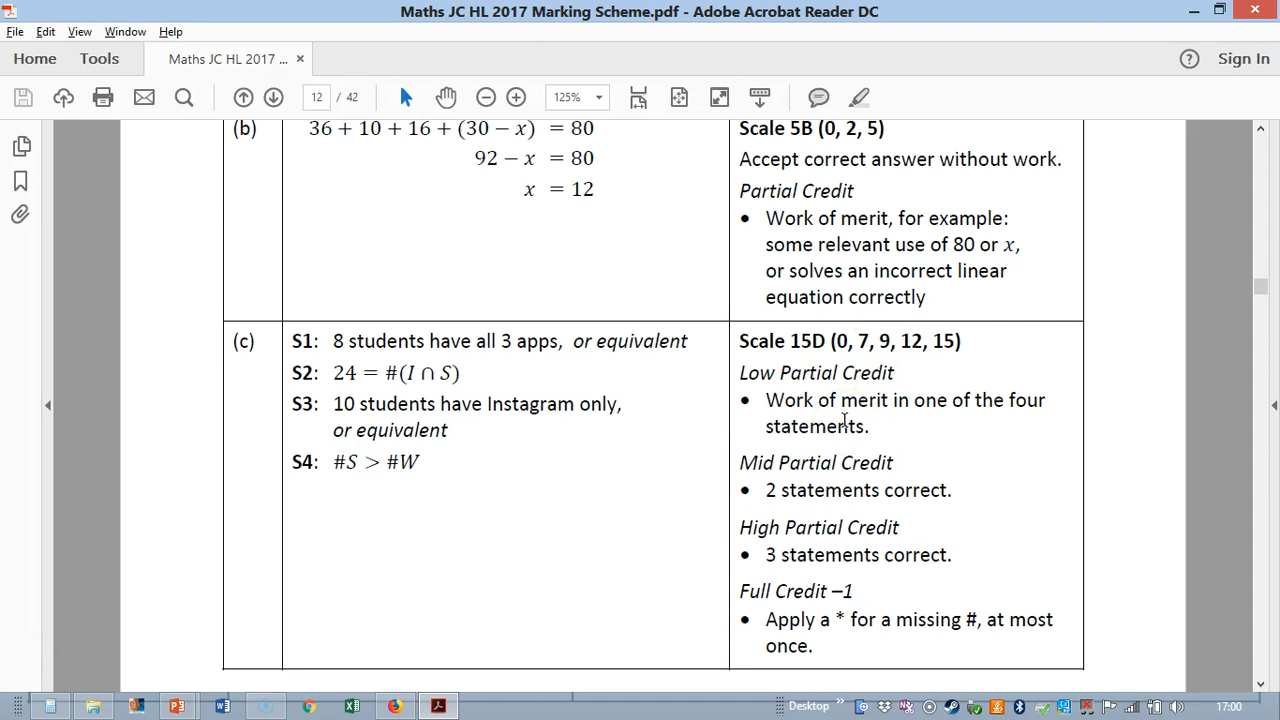 Maths JC HL 2017 Marking Scheme.pdf - Adobe Acrobat Reader DC
File Edit View Window Help
Home Tools Maths JC HL 2017 ... × Sign In
12 / 42 125%
(b) 36 + 10 + 16 + (30 − x) = 80
92 − x = 80
x = 12
Scale 5B (0, 2, 5)
Accept correct answer without work.
Partial Credit
• Work of merit, for example:
some relevant use of 80 or x,
or solves an incorrect linear
equation correctly
(c) S1: 8 students have all 3 apps, or equivalent
S2: 24 = #(I ∩ S)
S3: 10 students have Instagram only,
or equivalent
S4: #S > #W
Scale 15D (0, 7, 9, 12, 15)
Low Partial Credit
• Work of merit in one of the four
statements.
Mid Partial Credit
• 2 statements correct.
High Partial Credit
• 3 statements correct.
Full Credit –1
• Apply a * for a missing #, at most
once.
Desktop » 17:00